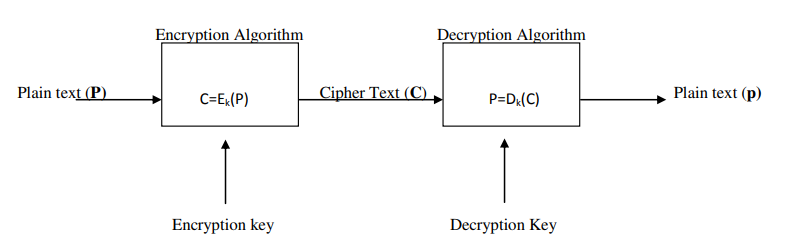 Encryption Algorithm
Decryption Algorithm
Plain text (P)
C=Eₖ(P)
Cipher Text (C)
P=Dₖ(C)
Plain text (p)
Encryption key
Decryption Key